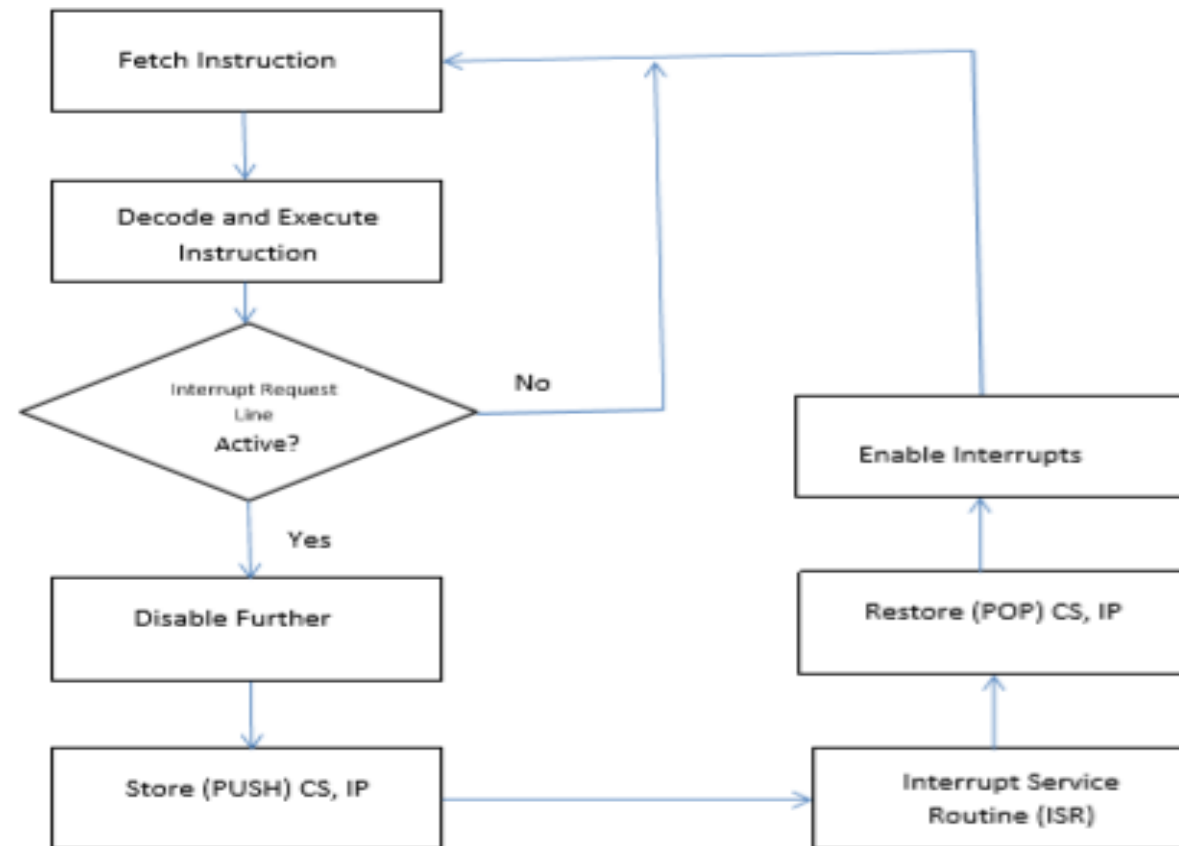 Fetch Instruction
Decode and Execute
Instruction
Interrupt Request
Line
Active?
No
Yes
Disable Further
Store (PUSH) CS, IP
Interrupt Service
Routine (ISR)
Restore (POP) CS, IP
Enable Interrupts